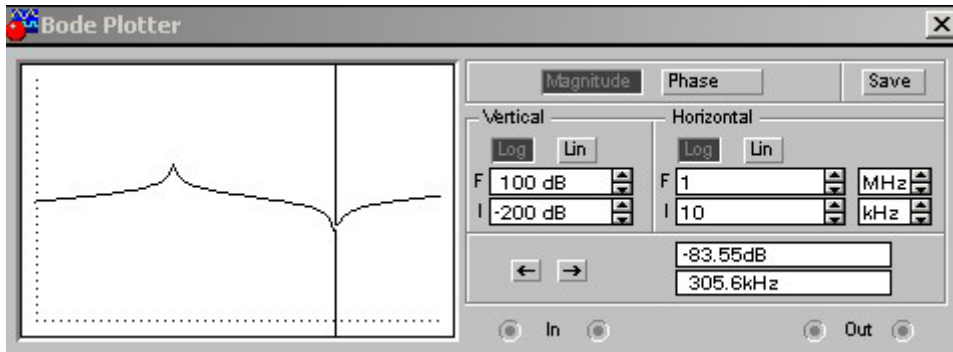 Bode Plotter
Magnitude Phase Save
Vertical Horizontal
Log Lin Log Lin
F 100 dB F 1 MHz
I -200 dB I 10 kHz
← → -83.55dB
305.6kHz
In Out